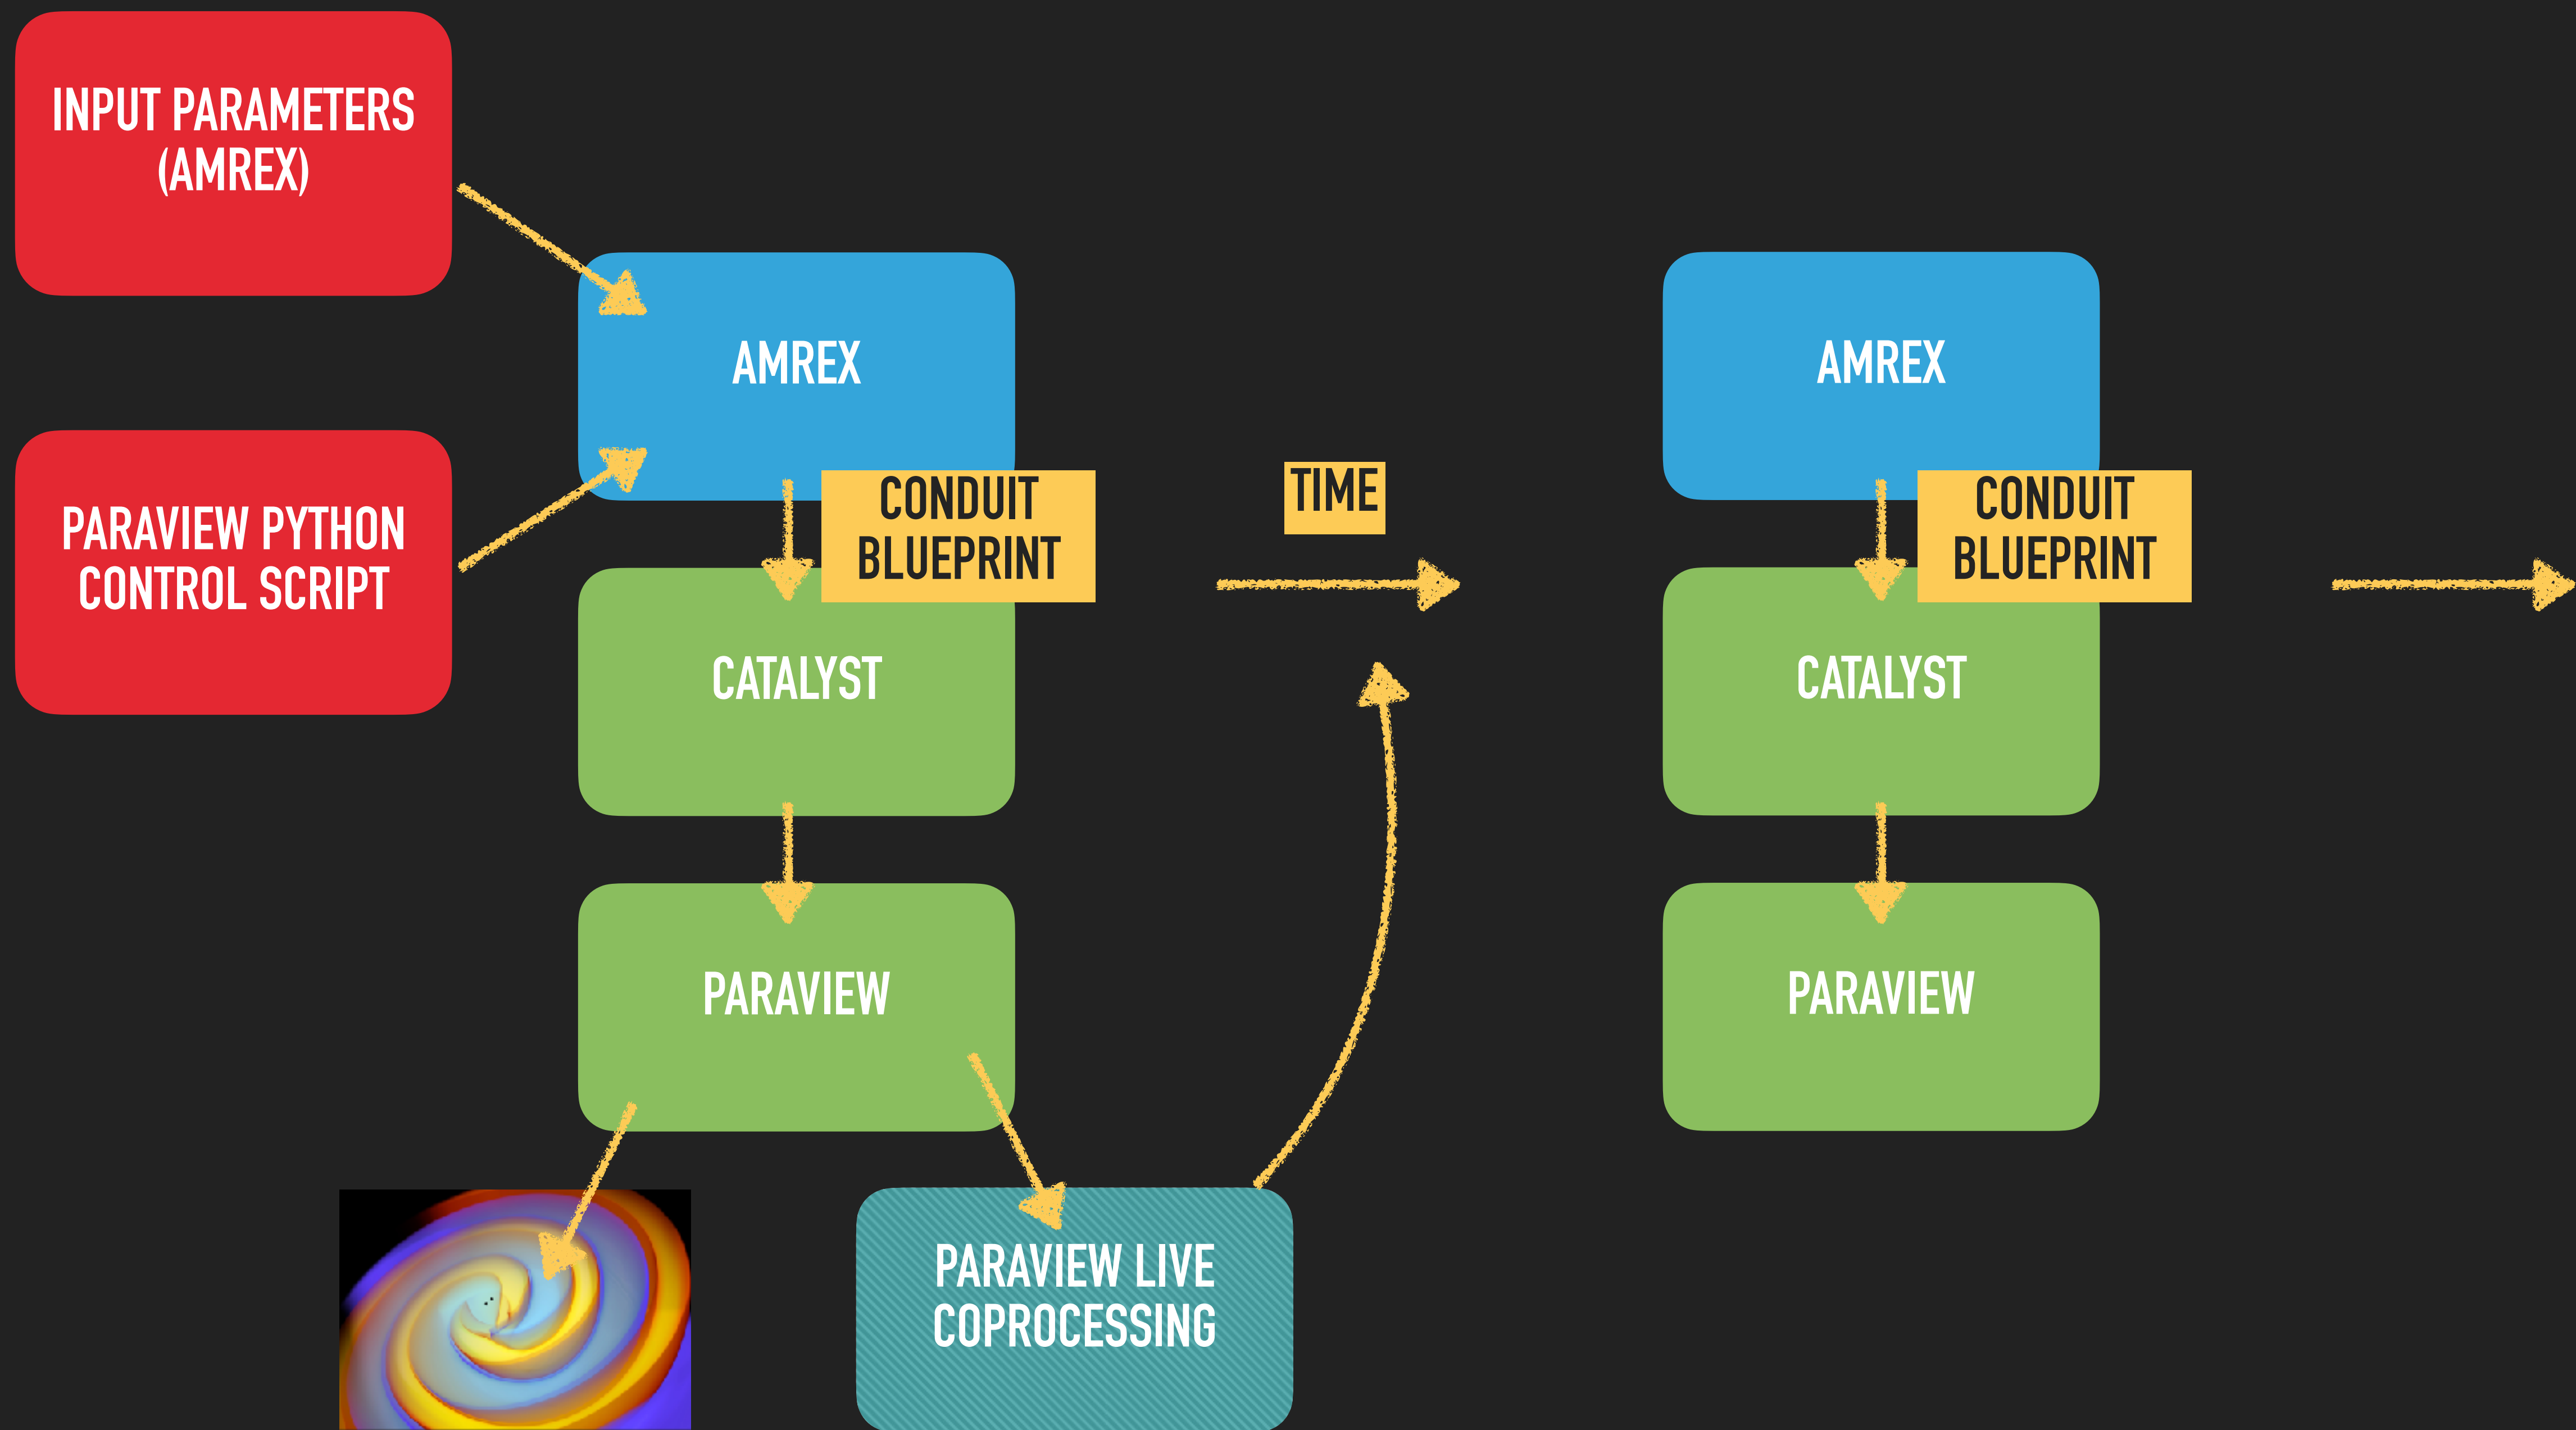 INPUT PARAMETERS
(AMREX)
PARAVIEW PYTHON
CONTROL SCRIPT
AMREX
CONDUIT
BLUEPRINT
CATALYST
PARAVIEW
PARAVIEW LIVE
COPROCESSING
TIME
AMREX
CONDUIT
BLUEPRINT
CATALYST
PARAVIEW